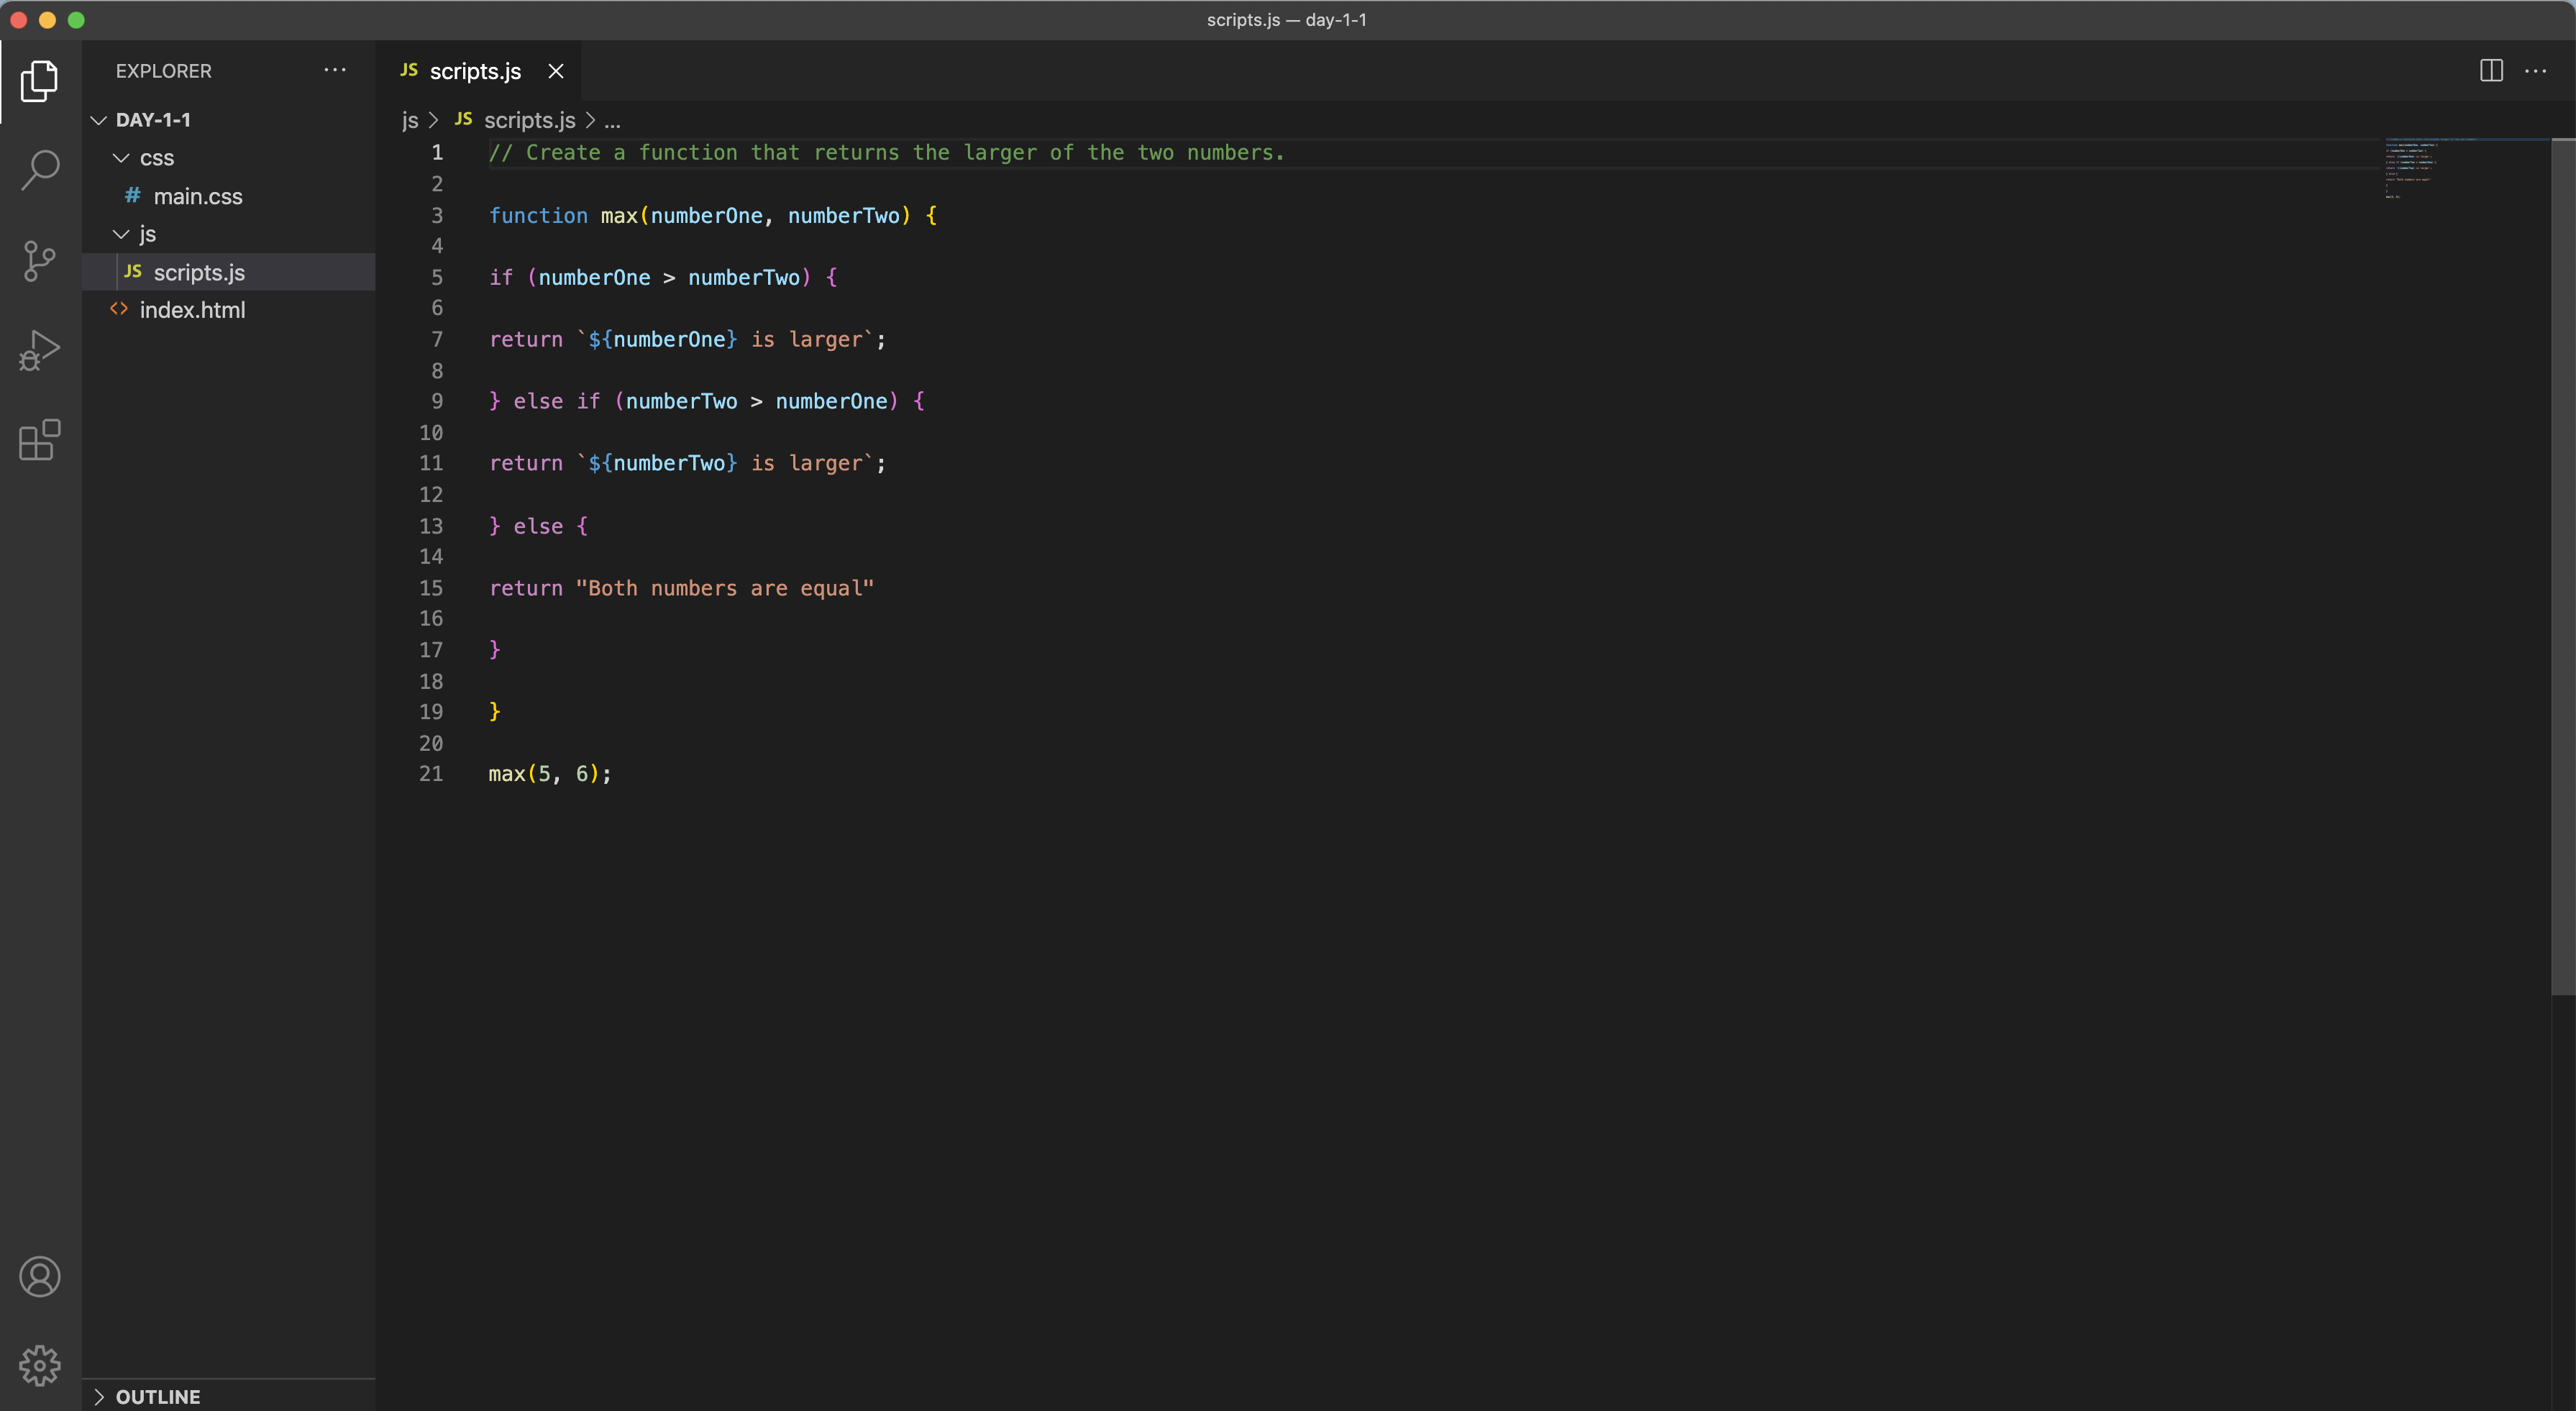 scripts.js — day-1-1
EXPLORER
DAY-1-1
css
# main.css
js
JS scripts.js
<> index.html
OUTLINE
JS scripts.js
js > JS scripts.js > ...
1 // Create a function that returns the larger of the two numbers.
2
3 function max(numberOne, numberTwo) {
4
5 if (numberOne > numberTwo) {
6
7 return `${numberOne} is larger`;
8
9 } else if (numberTwo > numberOne) {
10
11 return `${numberTwo} is larger`;
12
13 } else {
14
15 return "Both numbers are equal"
16
17 }
18
19 }
20
21 max(5, 6);